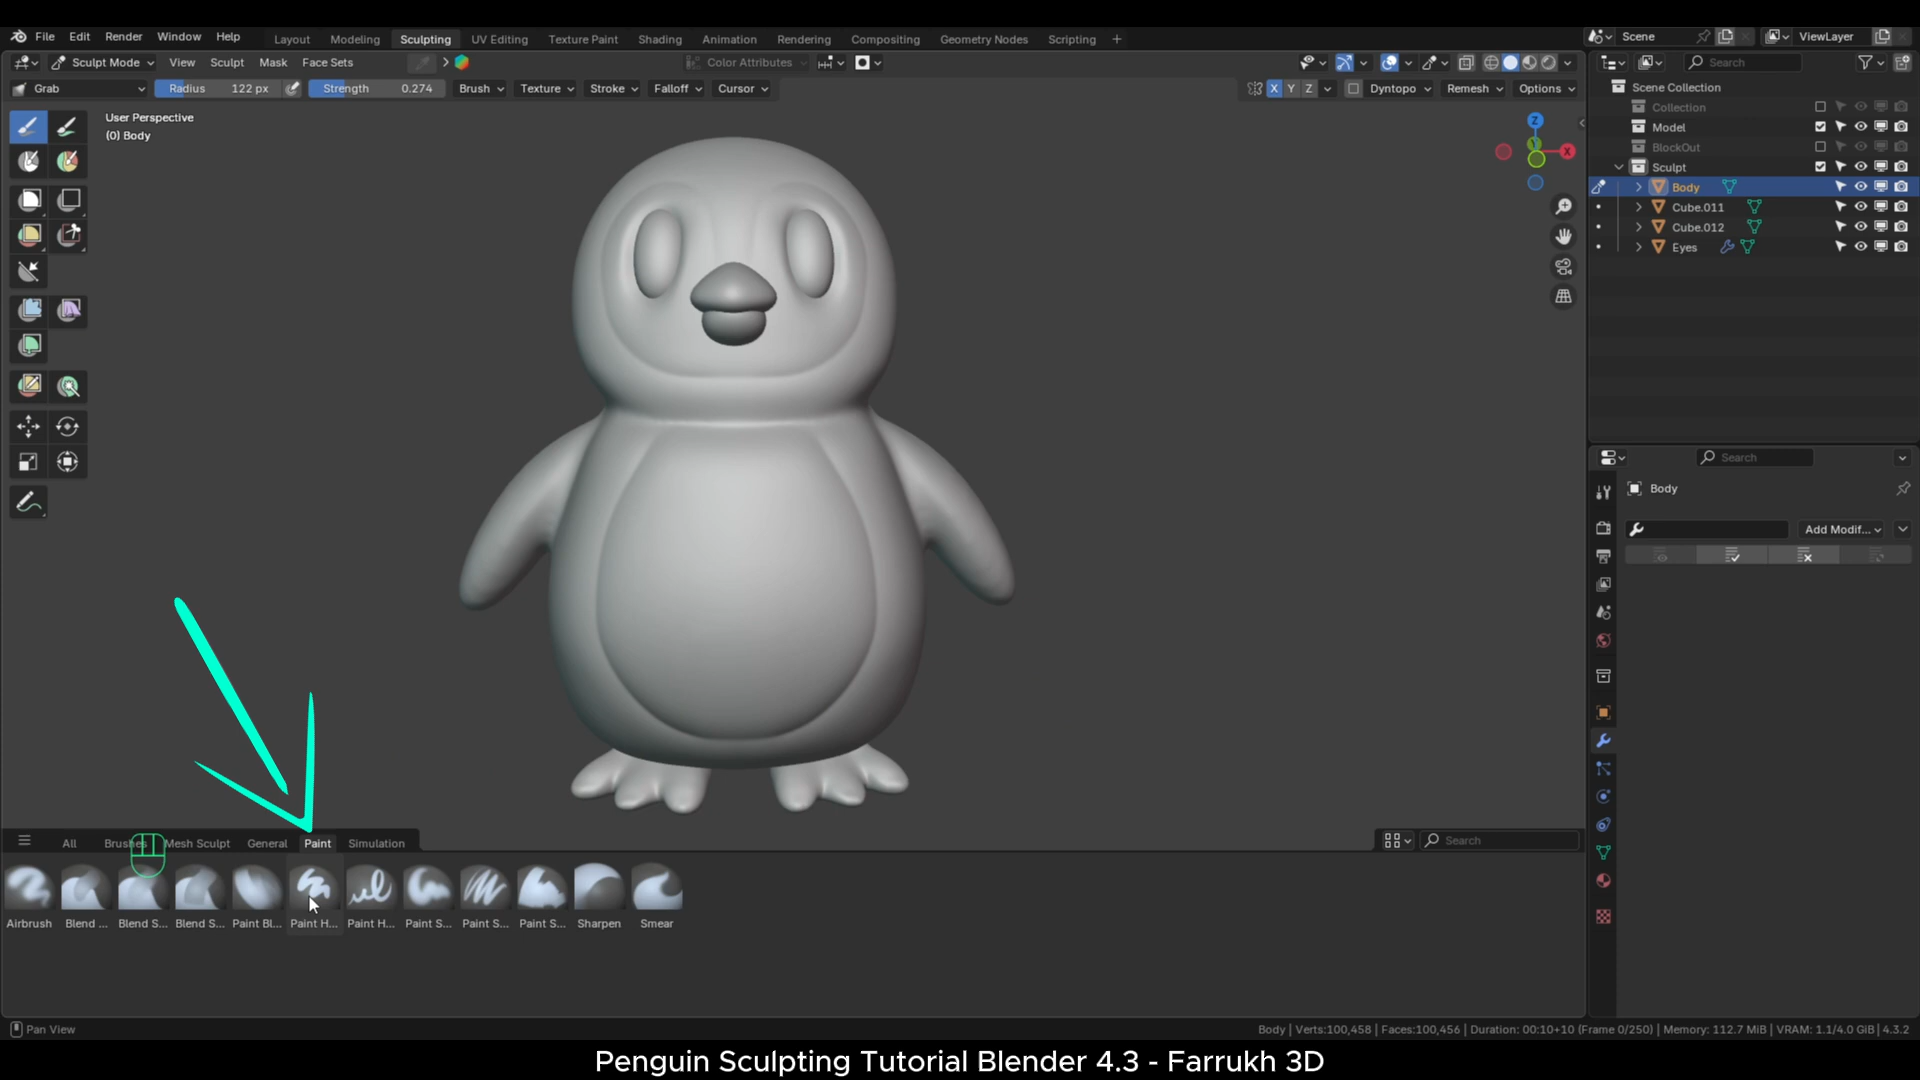 File Edit Render Window Help Layout Modeling Sculpting UV Editing Texture Paint Shading Animation Rendering Compositing Geometry Nodes Scripting + Scene ViewLayer
Sculpt Mode View Sculpt Mask Face Sets Color Attributes Search
Grab Radius 122 px Strength 0.274 Brush Texture Stroke Falloff Cursor X Y Z Dyntopo Remesh Options
User Perspective
(0) Body
Z
Y
X
Scene Collection
Collection
Model
BlockOut
Sculpt
Body
Cube.011
Cube.012
Eyes
Search
Body
Add Modif...
All Brushes Mesh Sculpt General Paint Simulation Search
Airbrush Blend ... Blend S... Blend S... Paint Bl... Paint H... Paint H... Paint S... Paint S... Paint S... Sharpen Smear
Pan View Body | Verts:100,458 | Faces:100,456 | Duration: 00:10+10 (Frame 0/250) | Memory: 112.7 MiB | VRAM: 1.1/4.0 GiB | 4.3.2
Penguin Sculpting Tutorial Blender 4.3 - Farrukh 3D